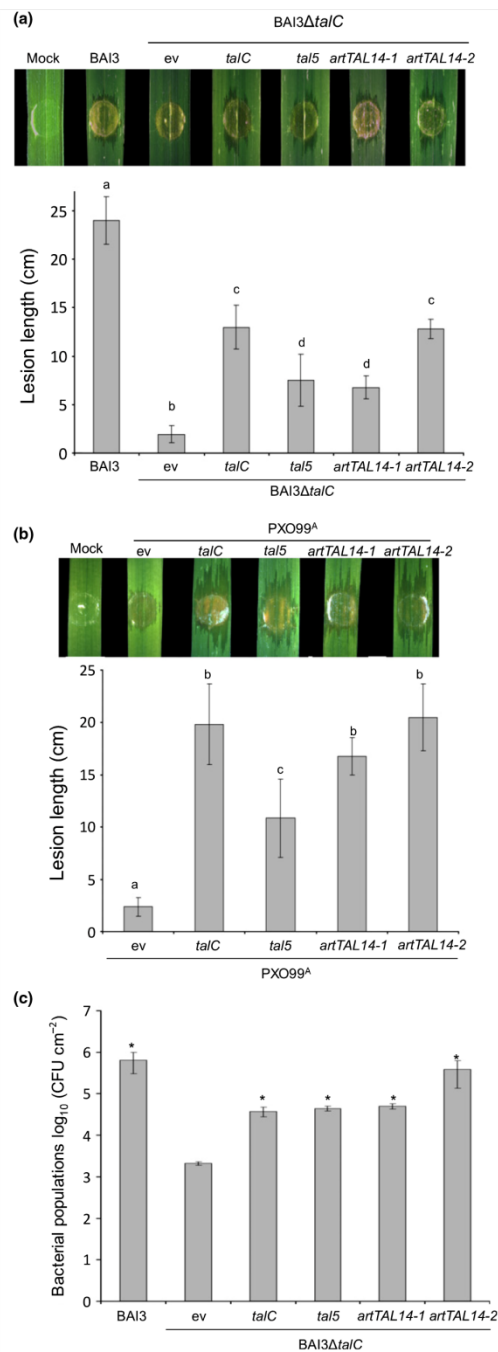 (a)
BAI3ΔtalC
Mock BAI3 ev talC tal5 artTAL14-1 artTAL14-2
Lesion length (cm)
25
20
15
10
5
0
a
b
c
d
d
c
BAI3 ev talC tal5 artTAL14-1 artTAL14-2
BAI3ΔtalC
(b)
PXO99ᴬ
Mock ev talC tal5 artTAL14-1 artTAL14-2
Lesion length (cm)
25
20
15
10
5
0
a
b
c
b
b
ev talC tal5 artTAL14-1 artTAL14-2
PXO99ᴬ
(c)
Bacterial populations log₁₀ (CFU cm⁻²)
7
6
5
4
3
2
1
0
* * * * *
BAI3 ev talC tal5 artTAL14-1 artTAL14-2
BAI3ΔtalC